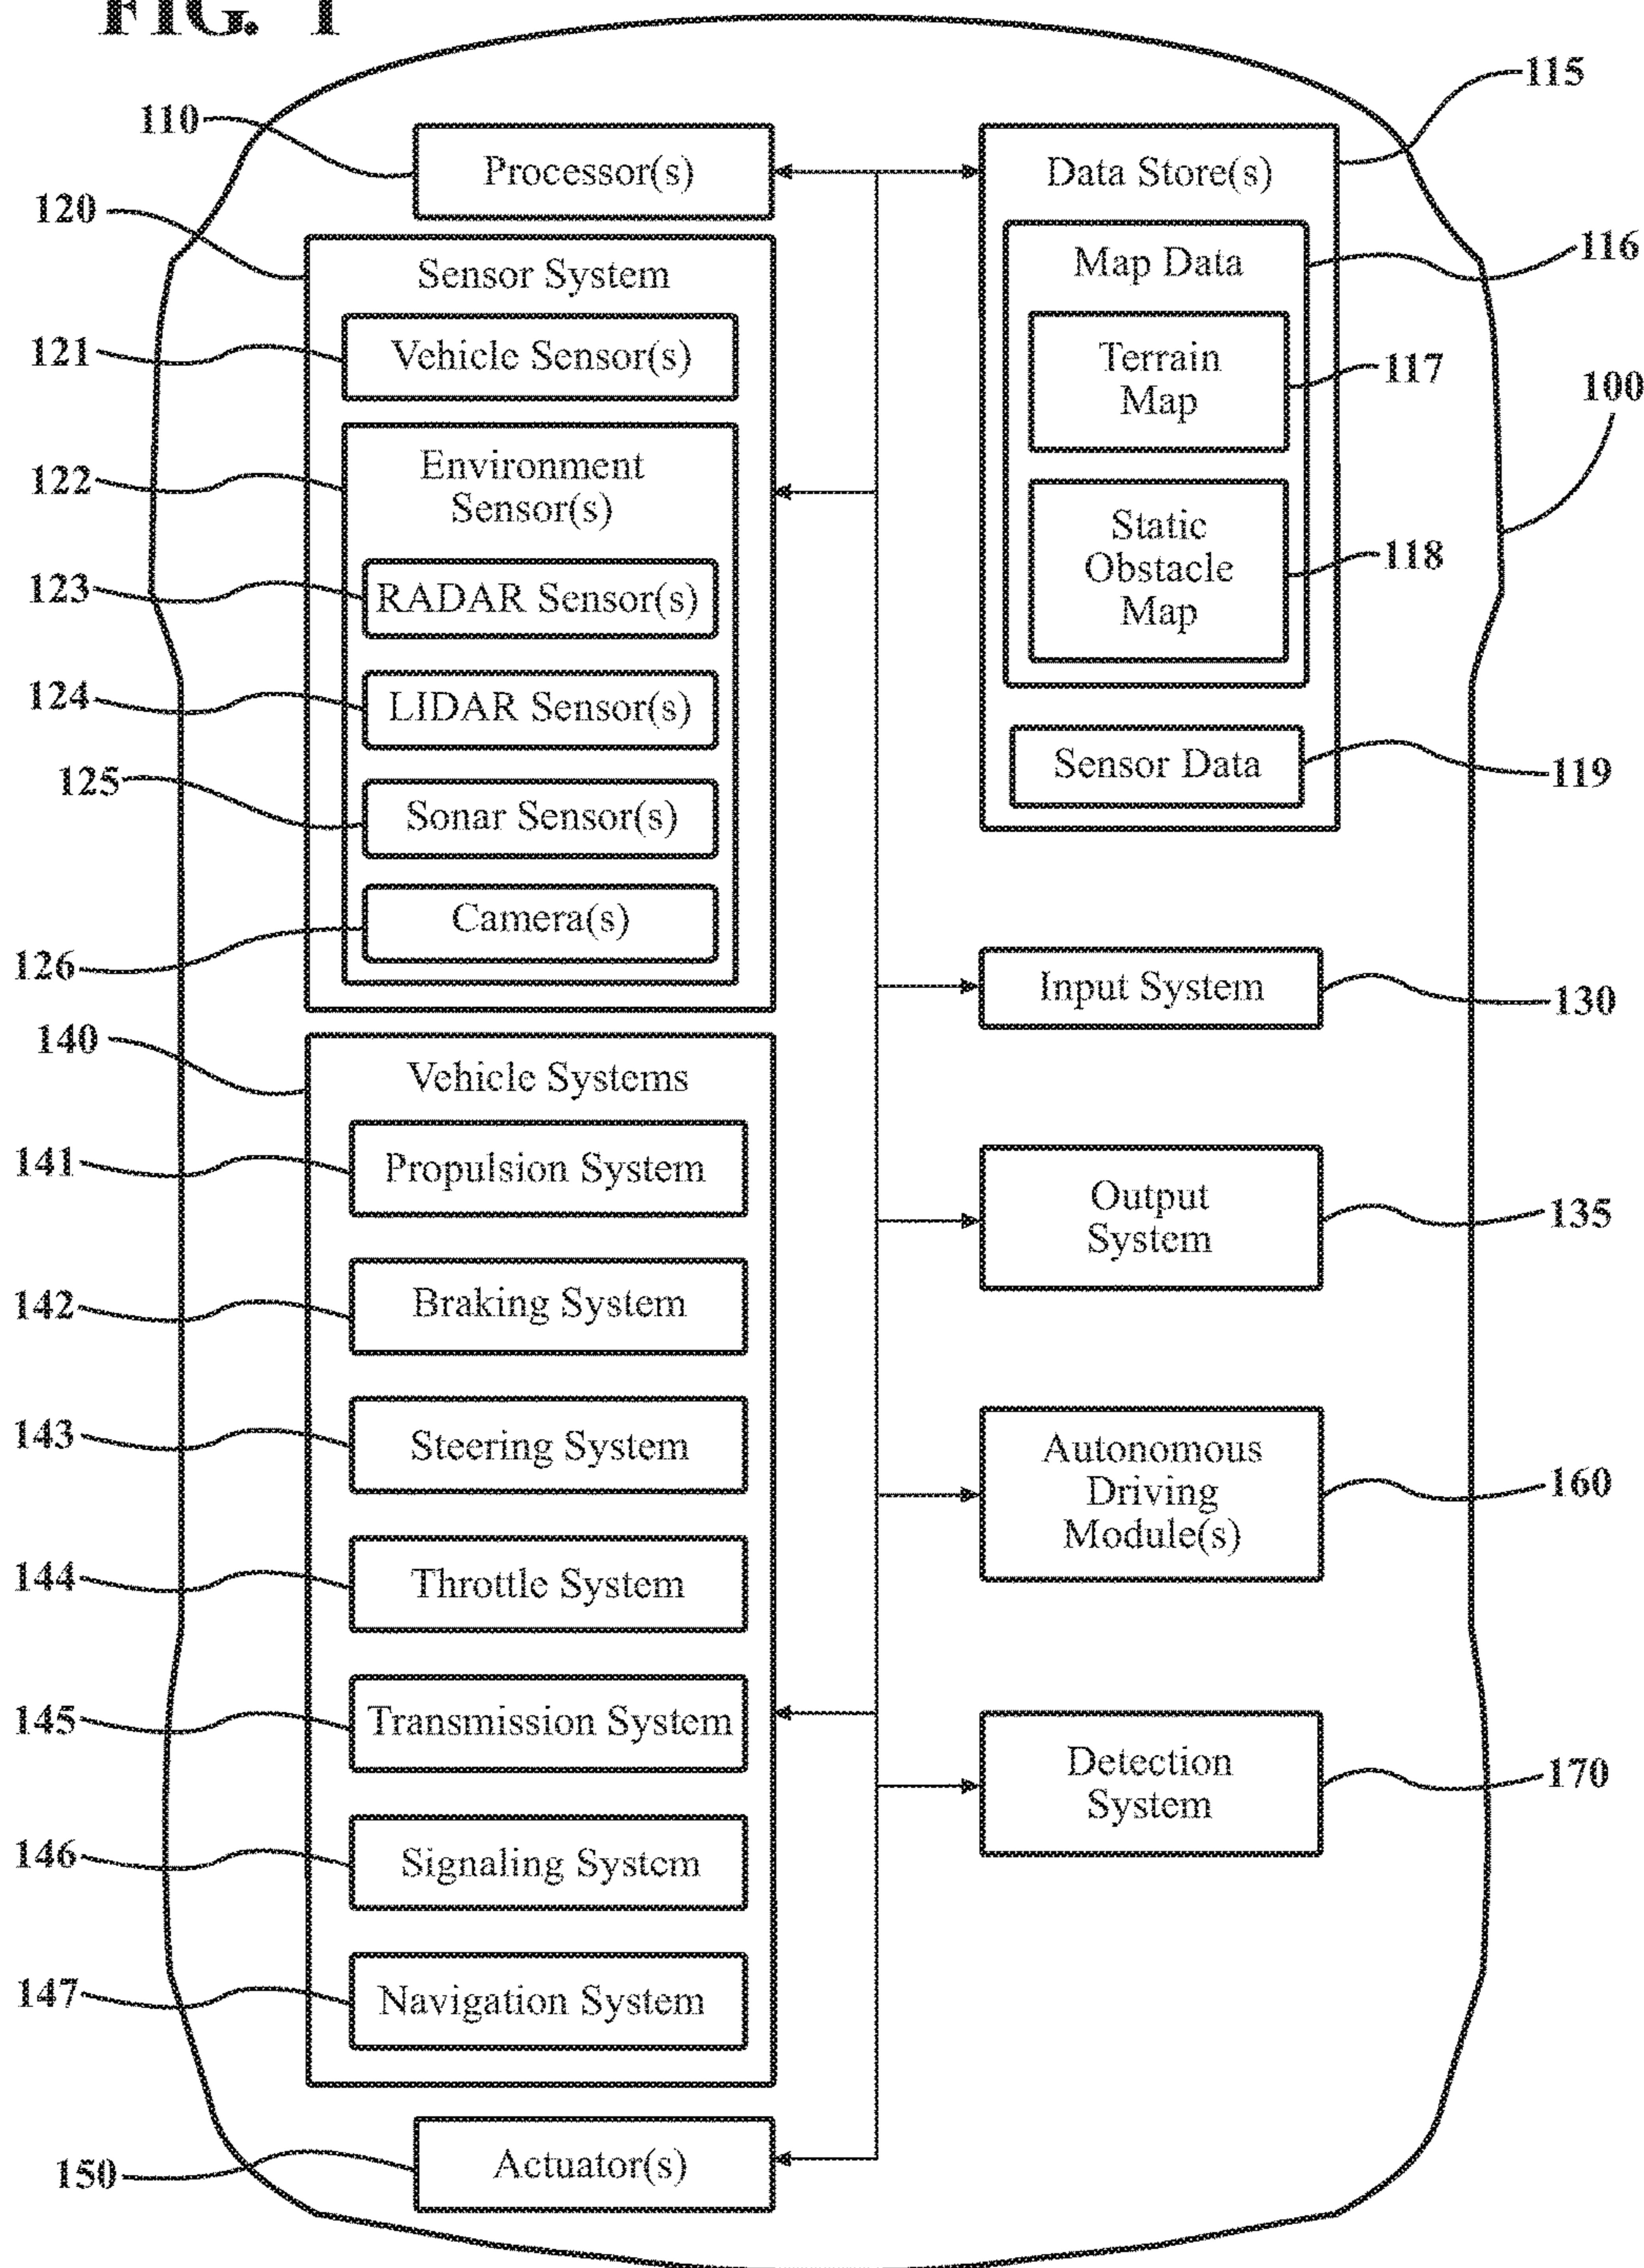 FIG. 1
110
Processor(s)
120
Sensor System
121
Vehicle Sensor(s)
122
Environment
Sensor(s)
123
RADAR Sensor(s)
124
LIDAR Sensor(s)
125
Sonar Sensor(s)
126
Camera(s)
140
Vehicle Systems
141
Propulsion System
142
Braking System
143
Steering System
144
Throttle System
145
Transmission System
146
Signaling System
147
Navigation System
150
Actuator(s)
115
Data Store(s)
116
Map Data
Terrain
Map
117
100
Static
Obstacle
Map
118
Sensor Data
119
Input System
130
Output
System
135
Autonomous
Driving
Module(s)
160
Detection
System
170